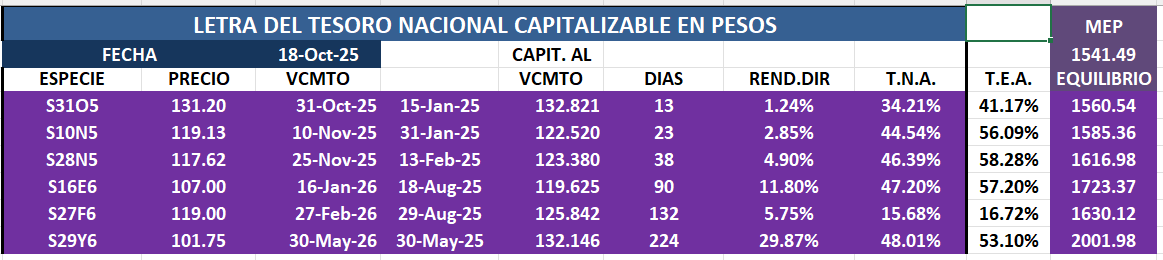 LETRA DEL TESORO NACIONAL CAPITALIZABLE EN PESOS MEP
FECHA 18-Oct-25 CAPIT. AL 1541.49
ESPECIE PRECIO VCMTO VCMTO DIAS REND.DIR T.N.A. T.E.A. EQUILIBRIO
S31O5 131.20 31-Oct-25 15-Jan-25 132.821 13 1.24% 34.21% 41.17% 1560.54
S10N5 119.13 10-Nov-25 31-Jan-25 122.520 23 2.85% 44.54% 56.09% 1585.36
S28N5 117.62 25-Nov-25 13-Feb-25 123.380 38 4.90% 46.39% 58.28% 1616.98
S16E6 107.00 16-Jan-26 18-Aug-25 119.625 90 11.80% 47.20% 57.20% 1723.37
S27F6 119.00 27-Feb-26 29-Aug-25 125.842 132 5.75% 15.68% 16.72% 1630.12
S29Y6 101.75 30-May-26 30-May-25 132.146 224 29.87% 48.01% 53.10% 2001.98